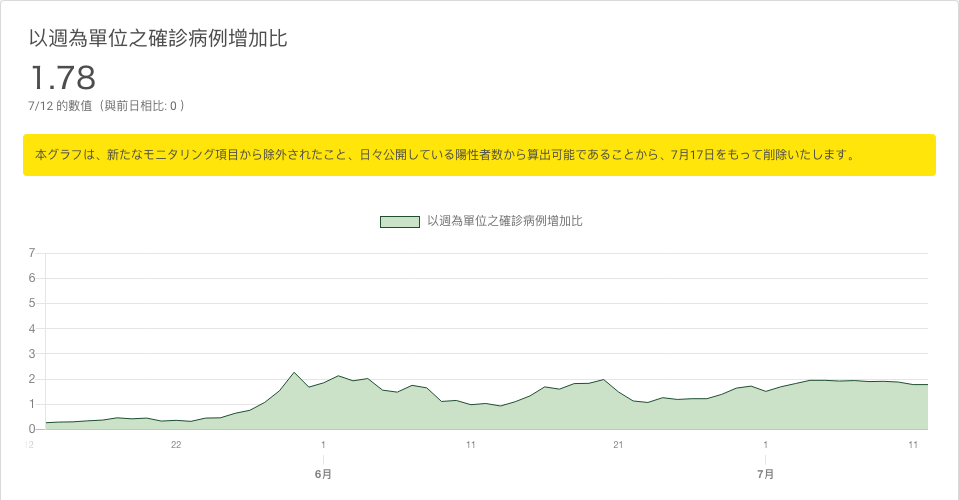 以週為單位之確診病例增加比
1.78
7/12 的數值（與前日相比: 0 ）
本グラフは、新たなモニタリング項目から除外されたこと、日々公開している陽性者数から算出可能であることから、7月17日をもって削除いたします。
以週為單位之確診病例增加比
7
6
5
4
3
2
1
0
22 1 11 21 1 11
6月 7月